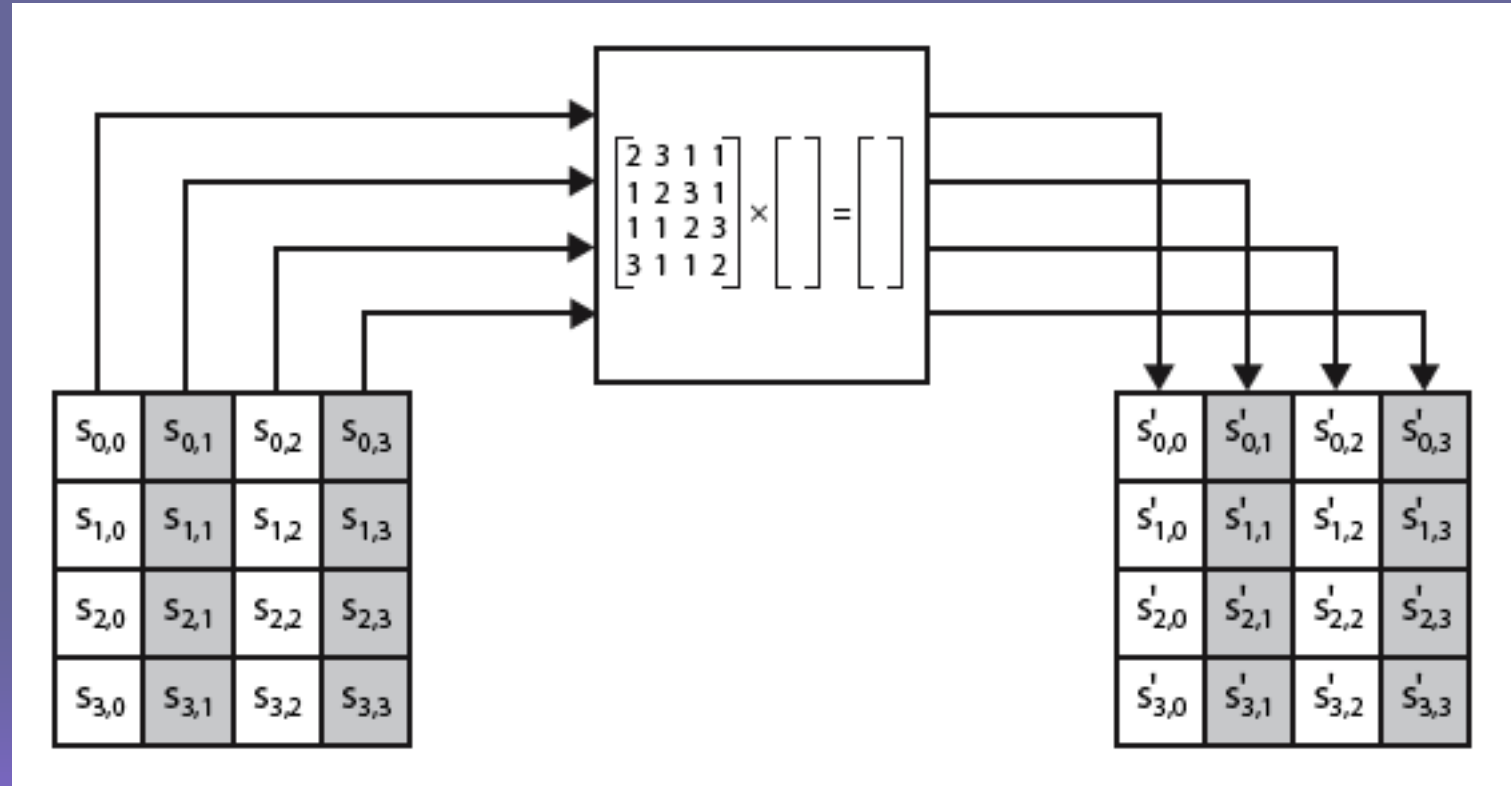 2 3 1 1
1 2 3 1
1 1 2 3
3 1 1 2
× =
s0,0 s0,1 s0,2 s0,3
s1,0 s1,1 s1,2 s1,3
s2,0 s2,1 s2,2 s2,3
s3,0 s3,1 s3,2 s3,3
s'0,0 s'0,1 s'0,2 s'0,3
s'1,0 s'1,1 s'1,2 s'1,3
s'2,0 s'2,1 s'2,2 s'2,3
s'3,0 s'3,1 s'3,2 s'3,3